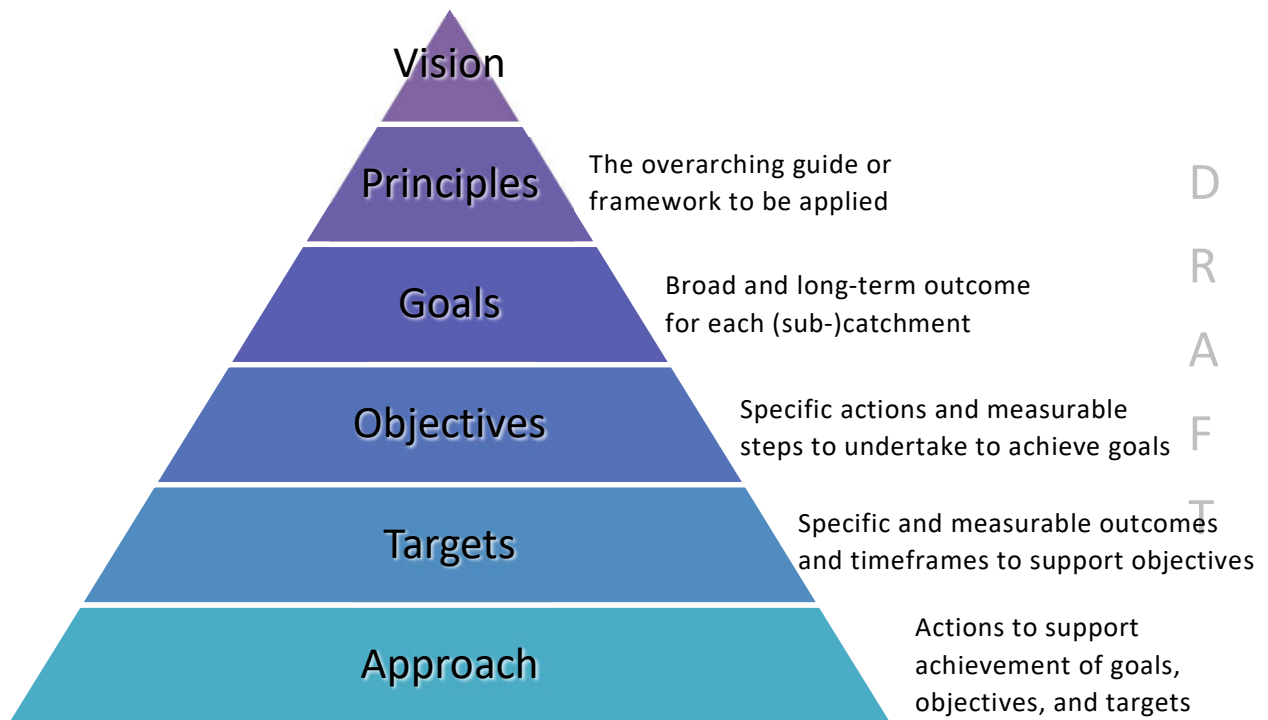 Vision
Principles
The overarching guide or
framework to be applied
Goals
Broad and long-term outcome
for each (sub-)catchment
Objectives
Specific actions and measurable
steps to undertake to achieve goals
Targets
Specific and measurable outcomes
and timeframes to support objectives
Approach
Actions to support
achievement of goals,
objectives, and targets
D
R
A
F
T